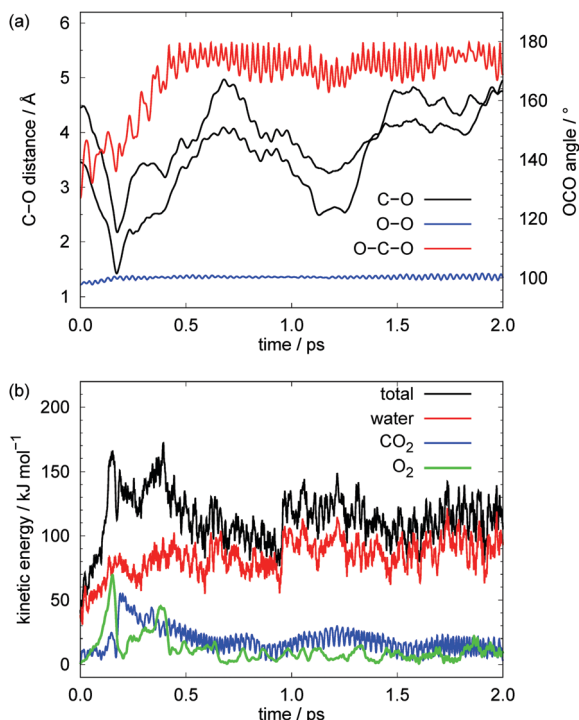 (a)
6
5
4
3
2
1
C−O distance / Å
180
160
140
120
100
OCO angle / °
C−O
O−O
O−C−O
0.0 0.5 1.0 1.5 2.0
time / ps
(b)
200
150
100
50
0
kinetic energy / kJ mol⁻¹
total
water
CO₂
O₂
0.0 0.5 1.0 1.5 2.0
time / ps